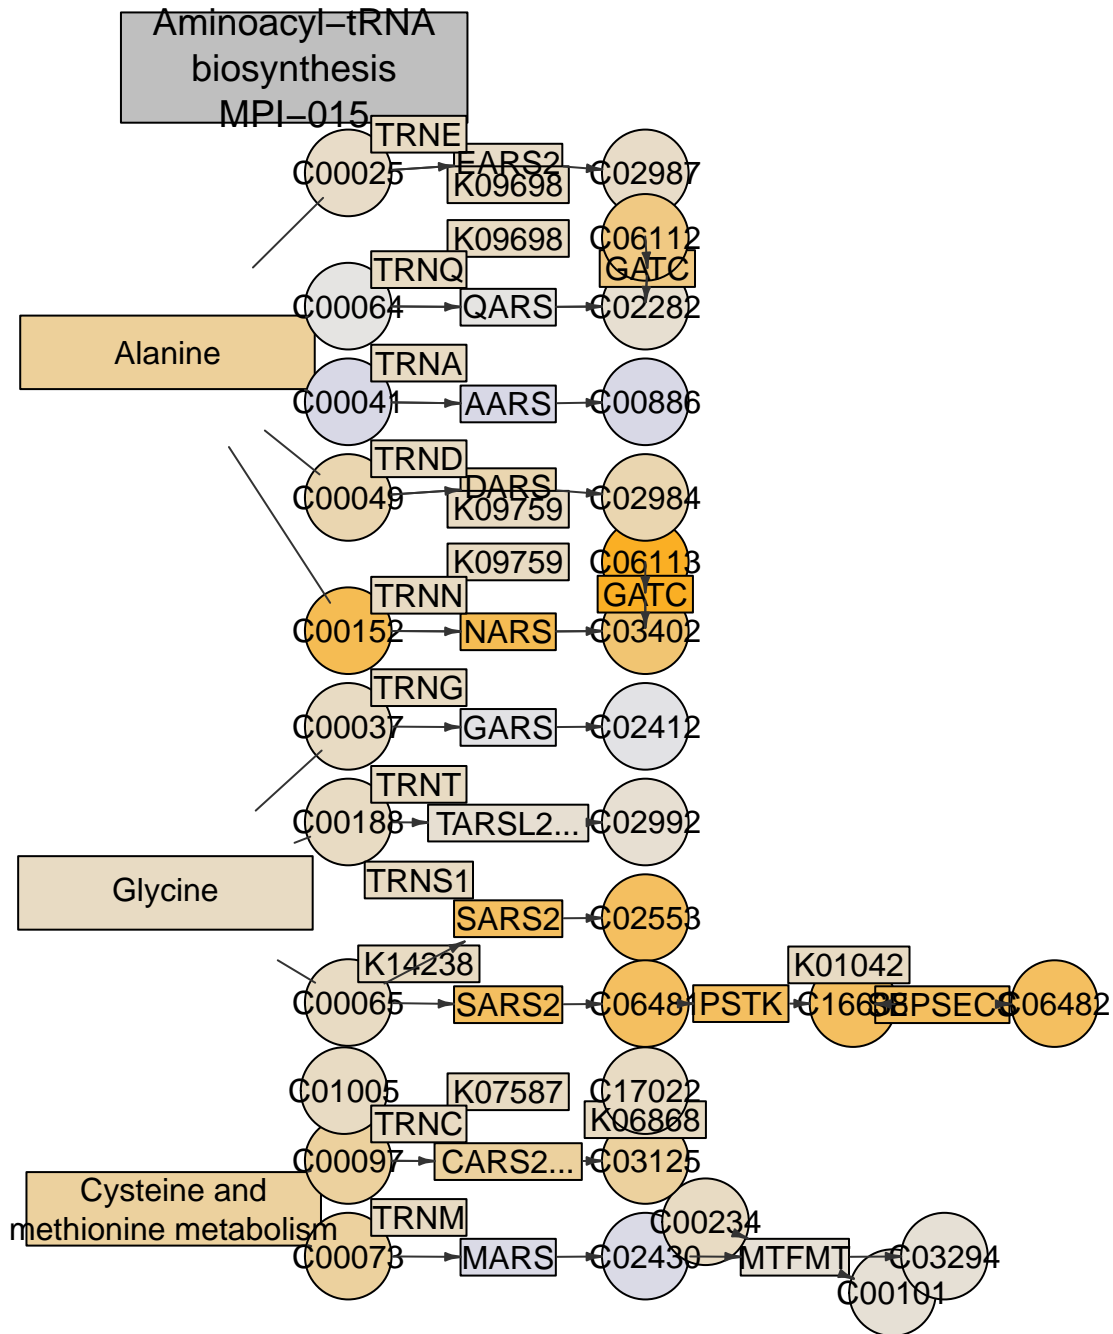 Aminoacyl−tRNA
biosynthesis
MPI−015
TRNE
C00025
EARS2
K09698
C02987
K09698
C06112
TRNQ
GATC
C00064
QARS
C02282
Alanine
TRNA
C00041
AARS
C00886
TRND
C00049
DARS
K09759
C02984
K09759
C06113
TRNN
GATC
C00152
NARS
C03402
TRNG
C00037
GARS
C02412
TRNT
C00188
TARSL2...
C02992
Glycine
TRNS1
SARS2
C02553
K14238
K01042
C00065
SARS2
C06481
PSTK
C16638
SEPSECS
C06482
C01005
K07587
C17022
TRNC
K06868
C00097
CARS2...
C03125
Cysteine and
methionine metabolism
TRNM
C00234
C00073
MARS
C02430
MTFMT
C03294
C00101